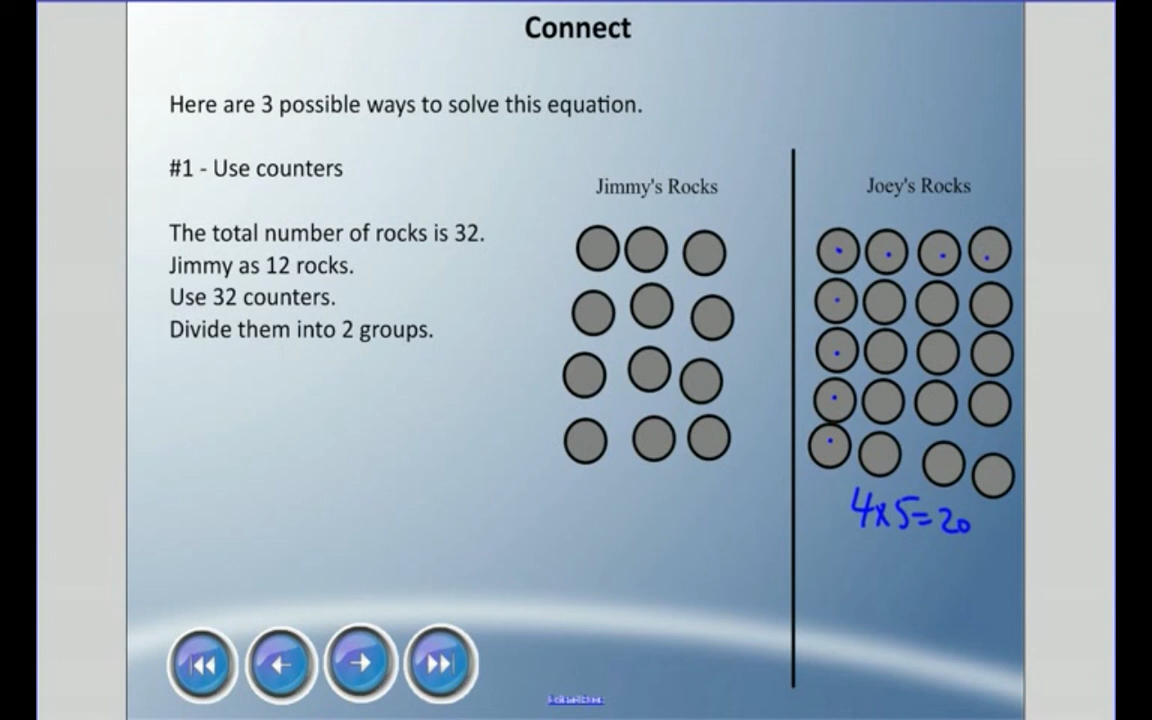 Connect
Here are 3 possible ways to solve this equation.
#1 - Use counters
The total number of rocks is 32.
Jimmy as 12 rocks.
Use 32 counters.
Divide them into 2 groups.
Jimmy's Rocks
Joey's Rocks
4x5=20